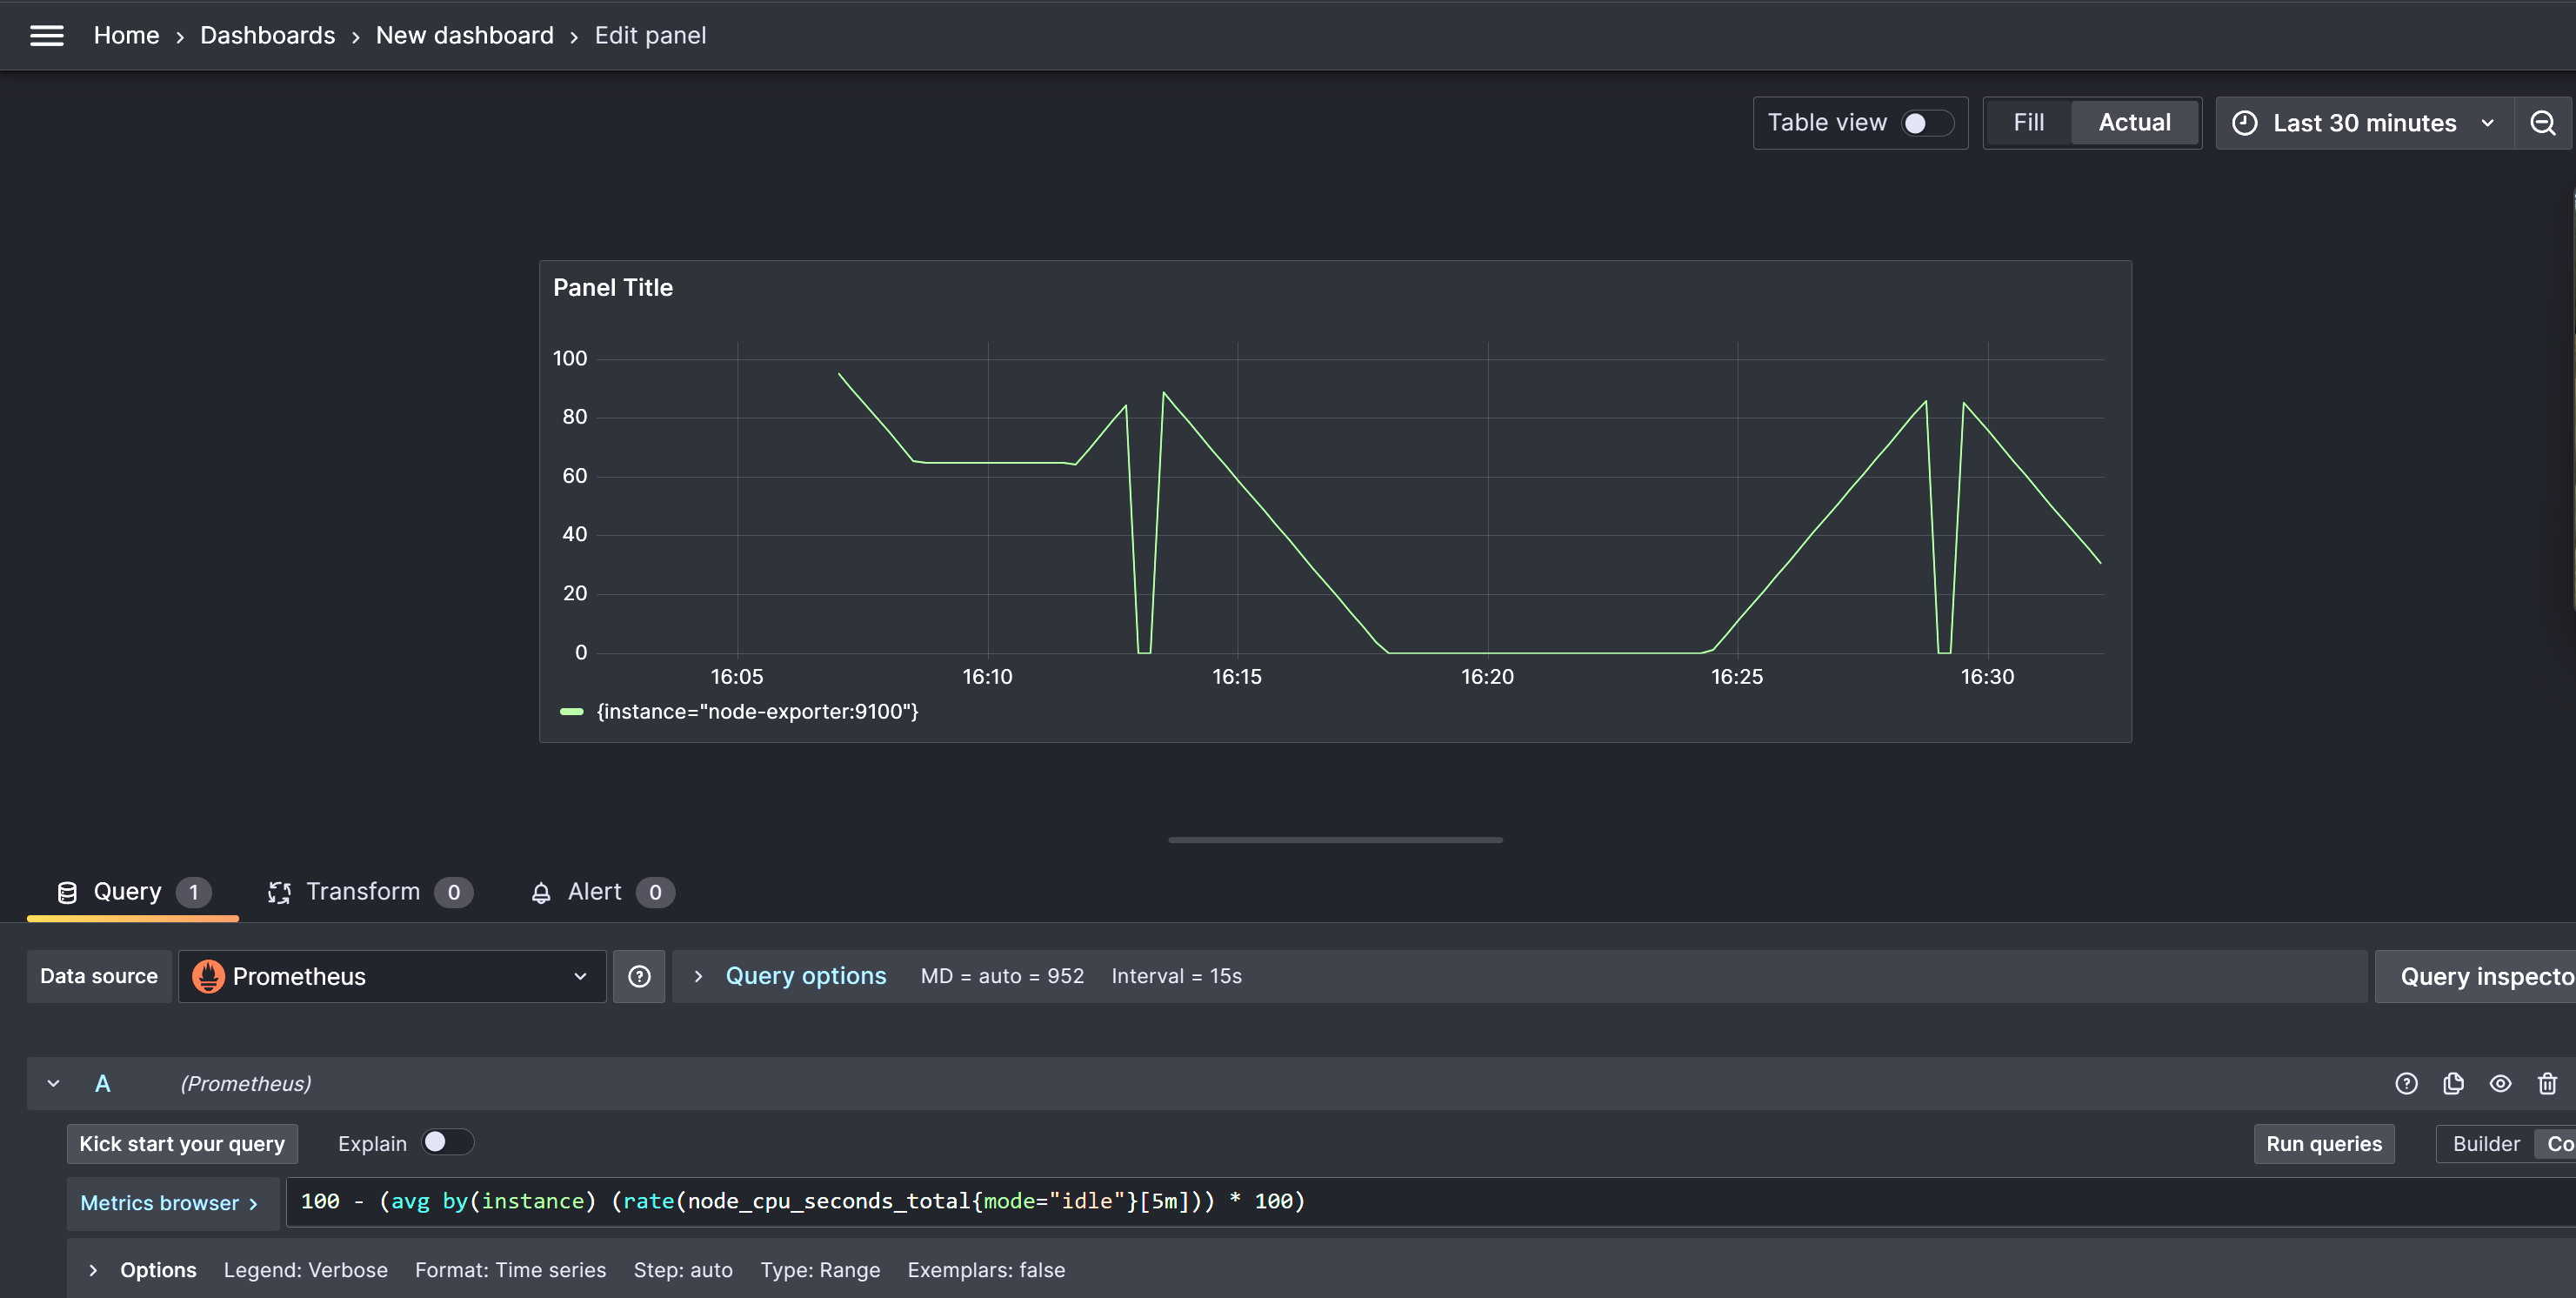 Home › Dashboards › New dashboard › Edit panel
Table view Fill Actual Last 30 minutes
Panel Title
100
80
60
40
20
0
16:05 16:10 16:15 16:20 16:25 16:30
{instance="node-exporter:9100"}
Query 1 Transform 0 Alert 0
Data source Prometheus Query options MD = auto = 952 Interval = 15s Query inspecto
A (Prometheus)
Kick start your query Explain Run queries Builder Co
Metrics browser › 100 - (avg by(instance) (rate(node_cpu_seconds_total{mode="idle"}[5m])) * 100)
Options Legend: Verbose Format: Time series Step: auto Type: Range Exemplars: false